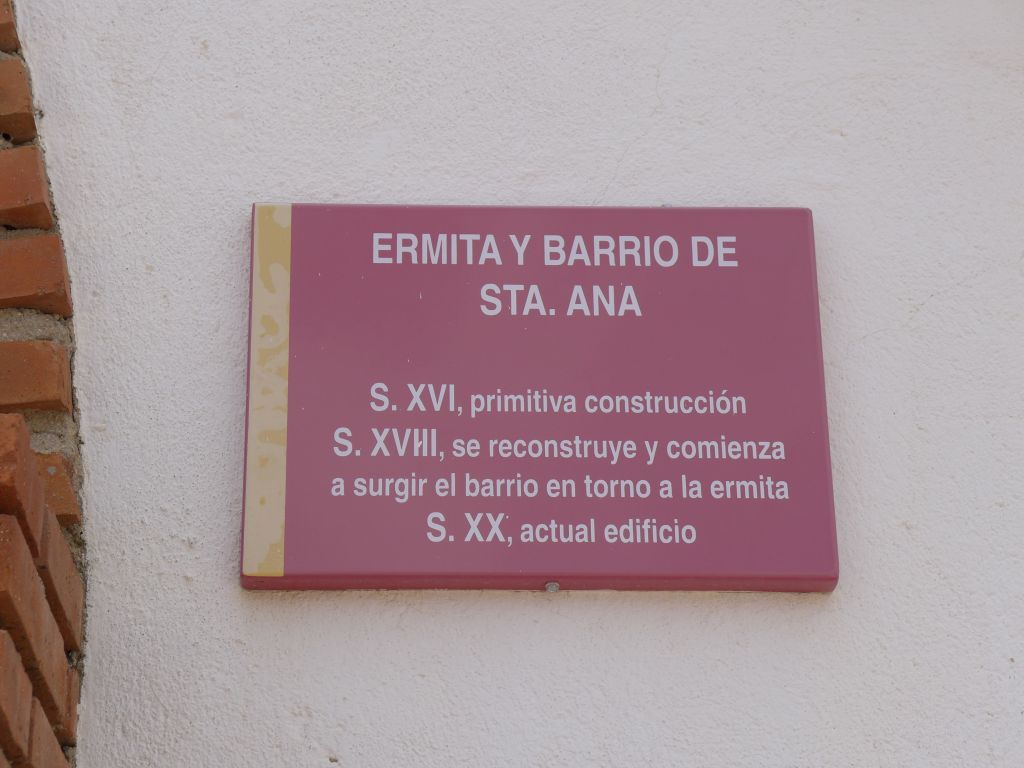 ERMITA Y BARRIO DE
STA. ANA
S. XVI, primitiva construcción
S. XVIII, se reconstruye y comienza
a surgir el barrio en torno a la ermita
S. XX, actual edificio